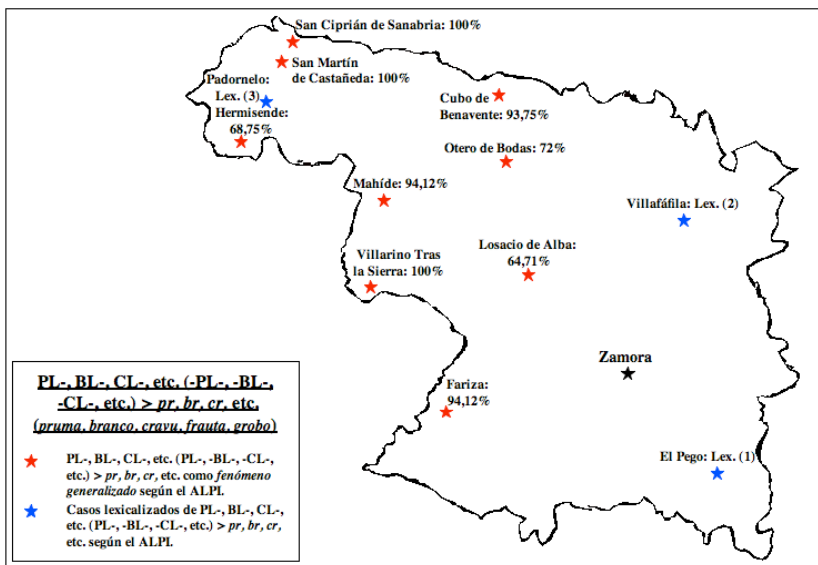 San Ciprián de Sanabria: 100%
San Martín
de Castañeda: 100%
Padornelo:
Lex. (3)
Hermisende:
68,75%
Cubo de
Benavente: 93,75%
Otero de Bodas: 72%
Mahíde: 94,12%
Villafáfila: Lex. (2)
Losacio de Alba:
64,71%
Villarino Tras
la Sierra: 100%
Zamora
Fariza:
94,12%
El Pego: Lex. (1)
PL-, BL-, CL-, etc. (-PL-, -BL-,
-CL-, etc.) > pr, br, cr, etc.
(pruma, branco, cravu, frauta, grobo)
PL-, BL-, CL-, etc. (PL-, -BL-, -CL-,
etc.) > pr, br, cr, etc. como fenómeno
generalizado según el ALPI.
Casos lexicalizados de PL-, BL-, CL-,
etc. (PL-, -BL-, -CL-, etc.) > pr, br, cr,
etc. según el ALPI.